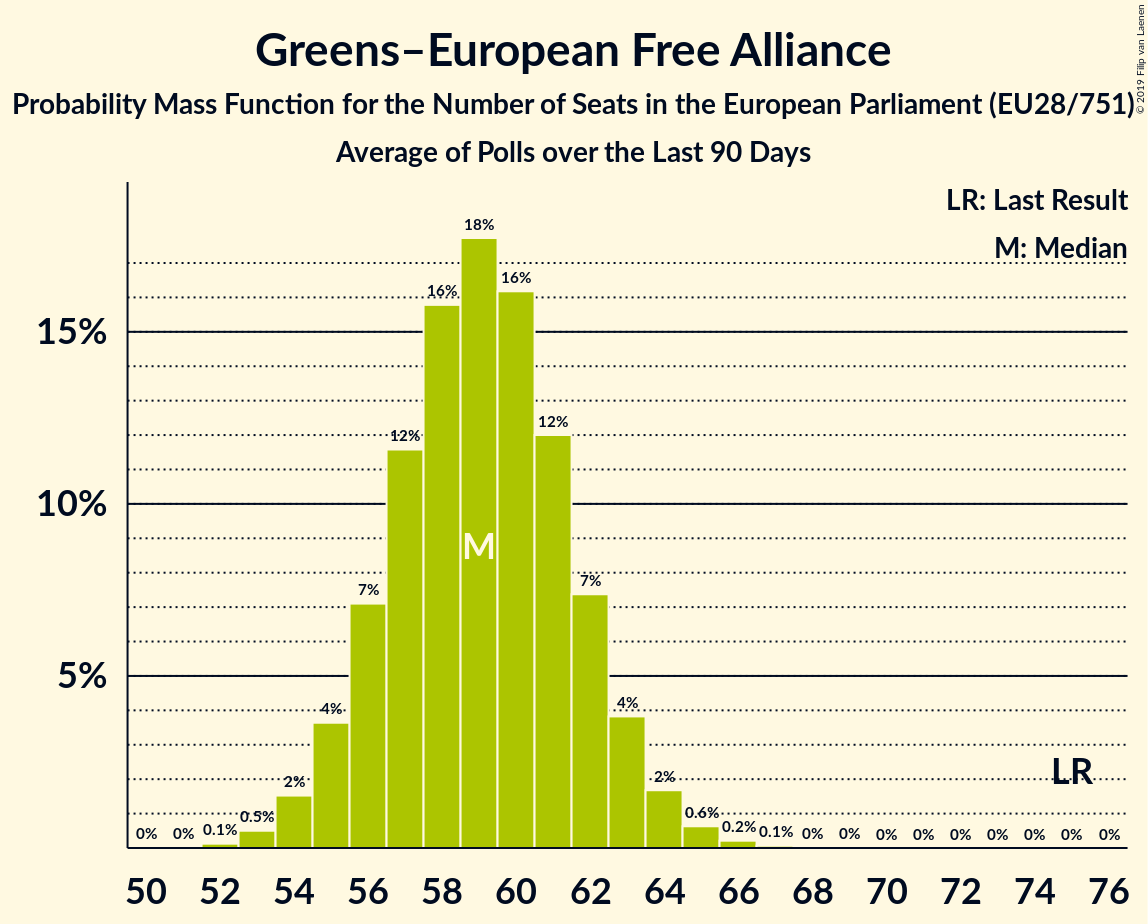 Greens–European Free Alliance
Probability Mass Function for the Number of Seats in the European Parliament (EU28/751)
Average of Polls over the Last 90 Days
© 2019 Filip van Laenen
LR: Last Result
M: Median
15%
10%
5%
0% 0% 0.1% 0.5% 2% 4% 7% 12% 16% 18% 16% 12% 7% 4% 2% 0.6% 0.2% 0.1% 0% 0% 0% 0% 0% 0% 0% 0% 0%
M
LR
50 52 54 56 58 60 62 64 66 68 70 72 74 76